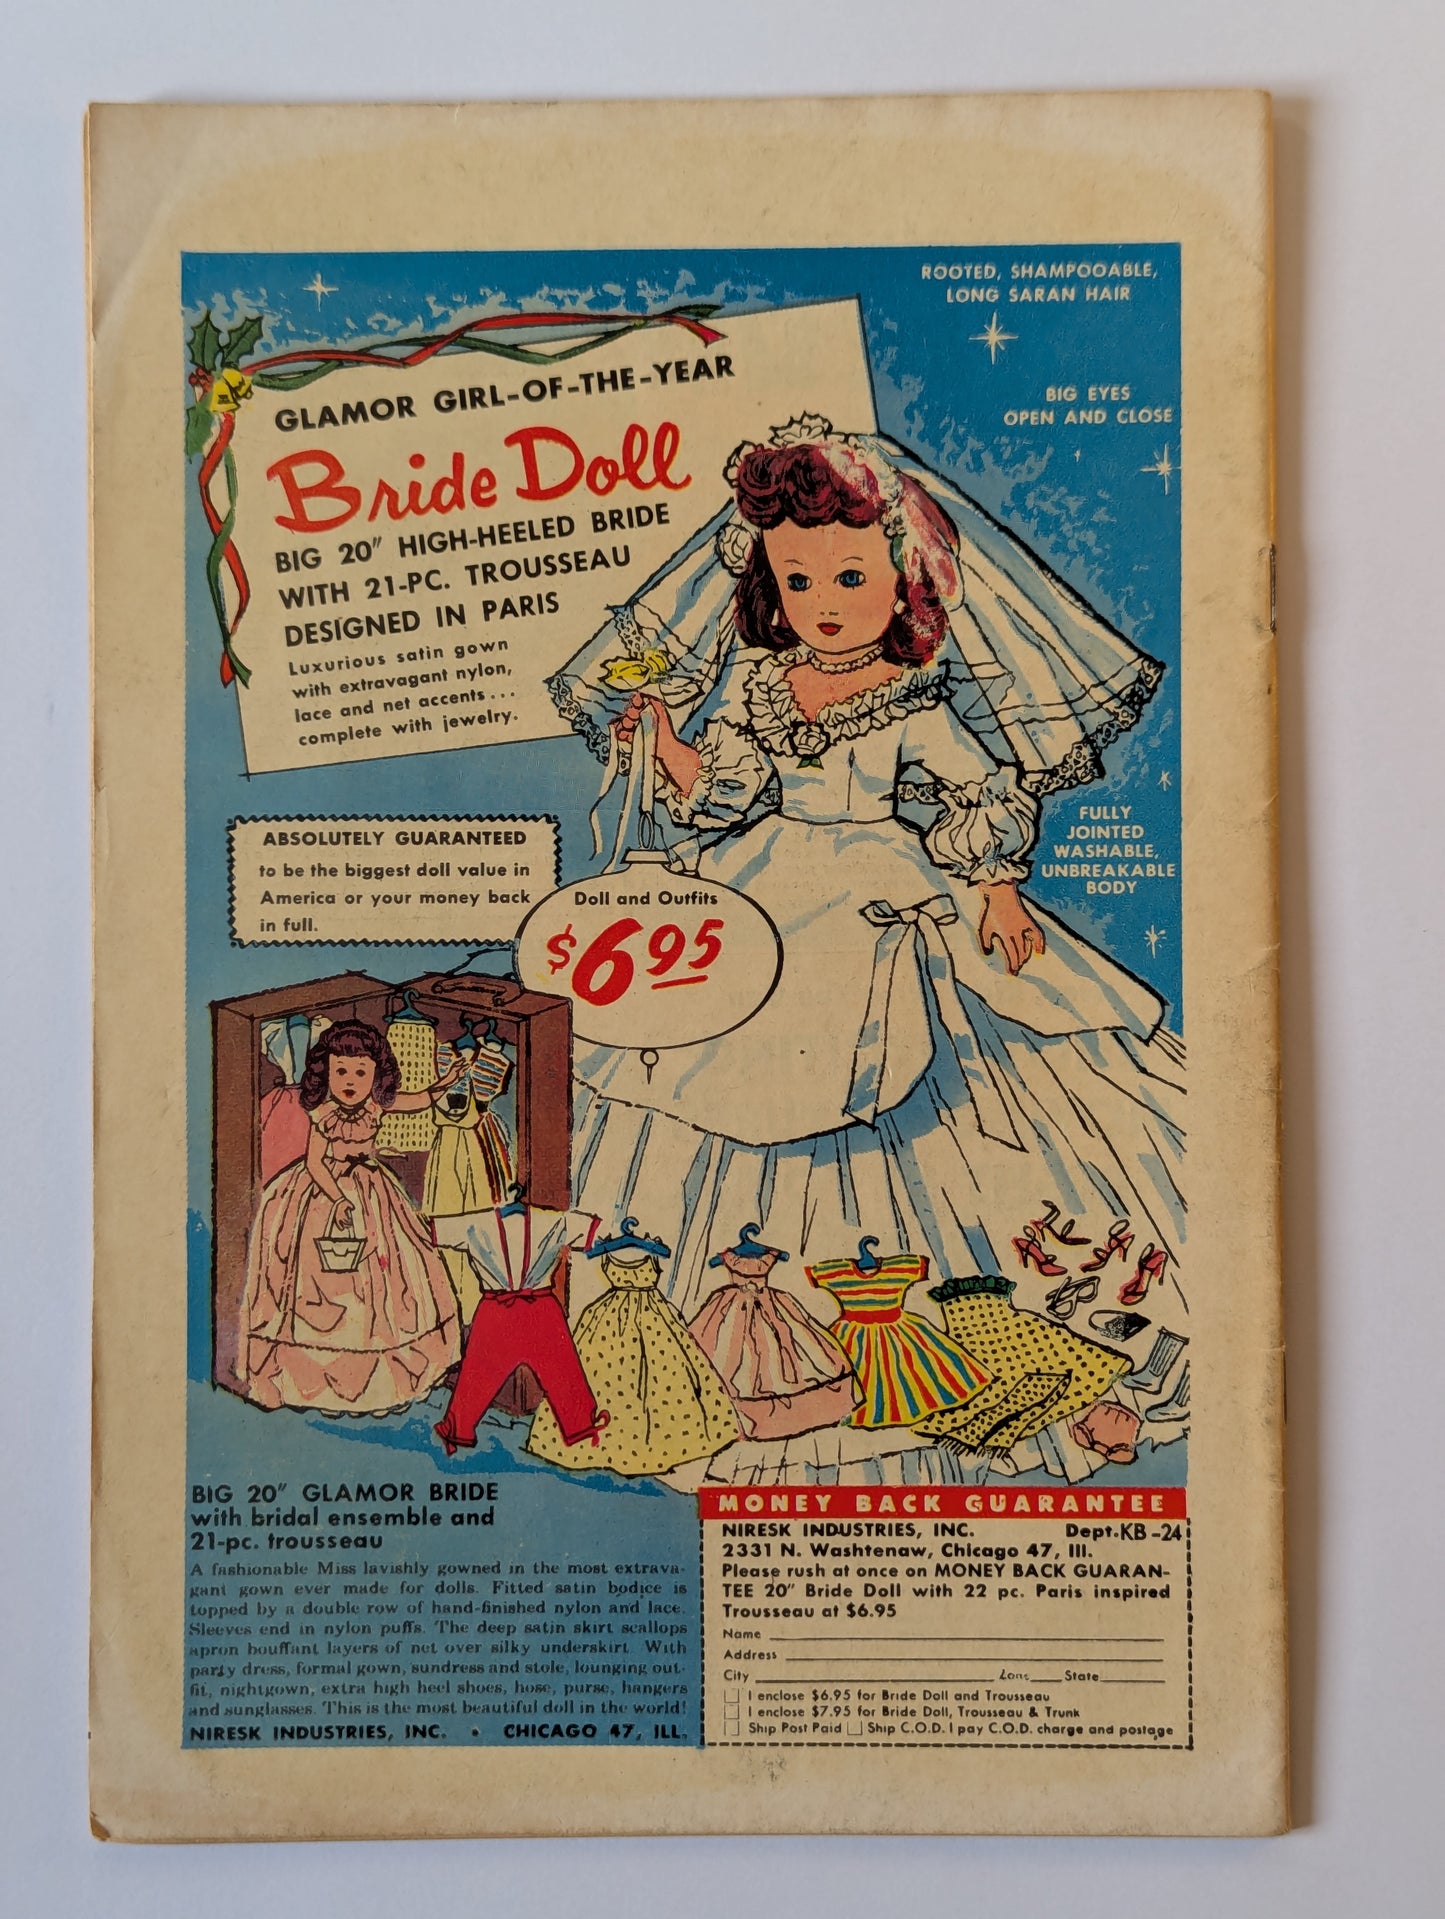 ROOTED, SHAMPOOABLE,
LONG SARAN HAIR
BIG EYES
OPEN AND CLOSE
GLAMOR GIRL-OF-THE-YEAR
Bride Doll
BIG 20" HIGH-HEELED BRIDE
WITH 21-PC. TROUSSEAU
DESIGNED IN PARIS
Luxurious satin gown
with extravagant nylon,
lace and net accents...
complete with jewelry.
FULLY
JOINTED
WASHABLE,
UNBREAKABLE
BODY
ABSOLUTELY GUARANTEED
to be the biggest doll value in
America or your money back
in full.
Doll and Outfits
$6.95
BIG 20" GLAMOR BRIDE
with bridal ensemble and
21-pc. trousseau
A fashionable Miss lavishly gowned in the most extrava-
gant gown ever made for dolls. Fitted satin bodice is
topped by a double row of hand-finished nylon and lace.
Sleeves end in nylon puffs. The deep satin skirt scallops
apron bouffant layers of net over silky underskirt. With
party dress, formal gown, sundress and stole, lounging out-
fit, nightgown, extra high heel shoes, hose, purse, hangers
and sunglasses. This is the most beautiful doll in the world!
NIRESK INDUSTRIES, INC. • CHICAGO 47, ILL.
MONEY BACK GUARANTEE
NIRESK INDUSTRIES, INC. Dept.KB-24
2331 N. Washtenaw, Chicago 47, Ill.
Please rush at once on MONEY BACK GUARAN-
TEE 20" Bride Doll with 22 pc. Paris inspired
Trousseau at $6.95
Name
Address
City Zone State
I enclose $6.95 for Bride Doll and Trousseau
I enclose $7.95 for Bride Doll, Trousseau & Trunk
Ship Post Paid Ship C.O.D. I pay C.O.D. charge and postage